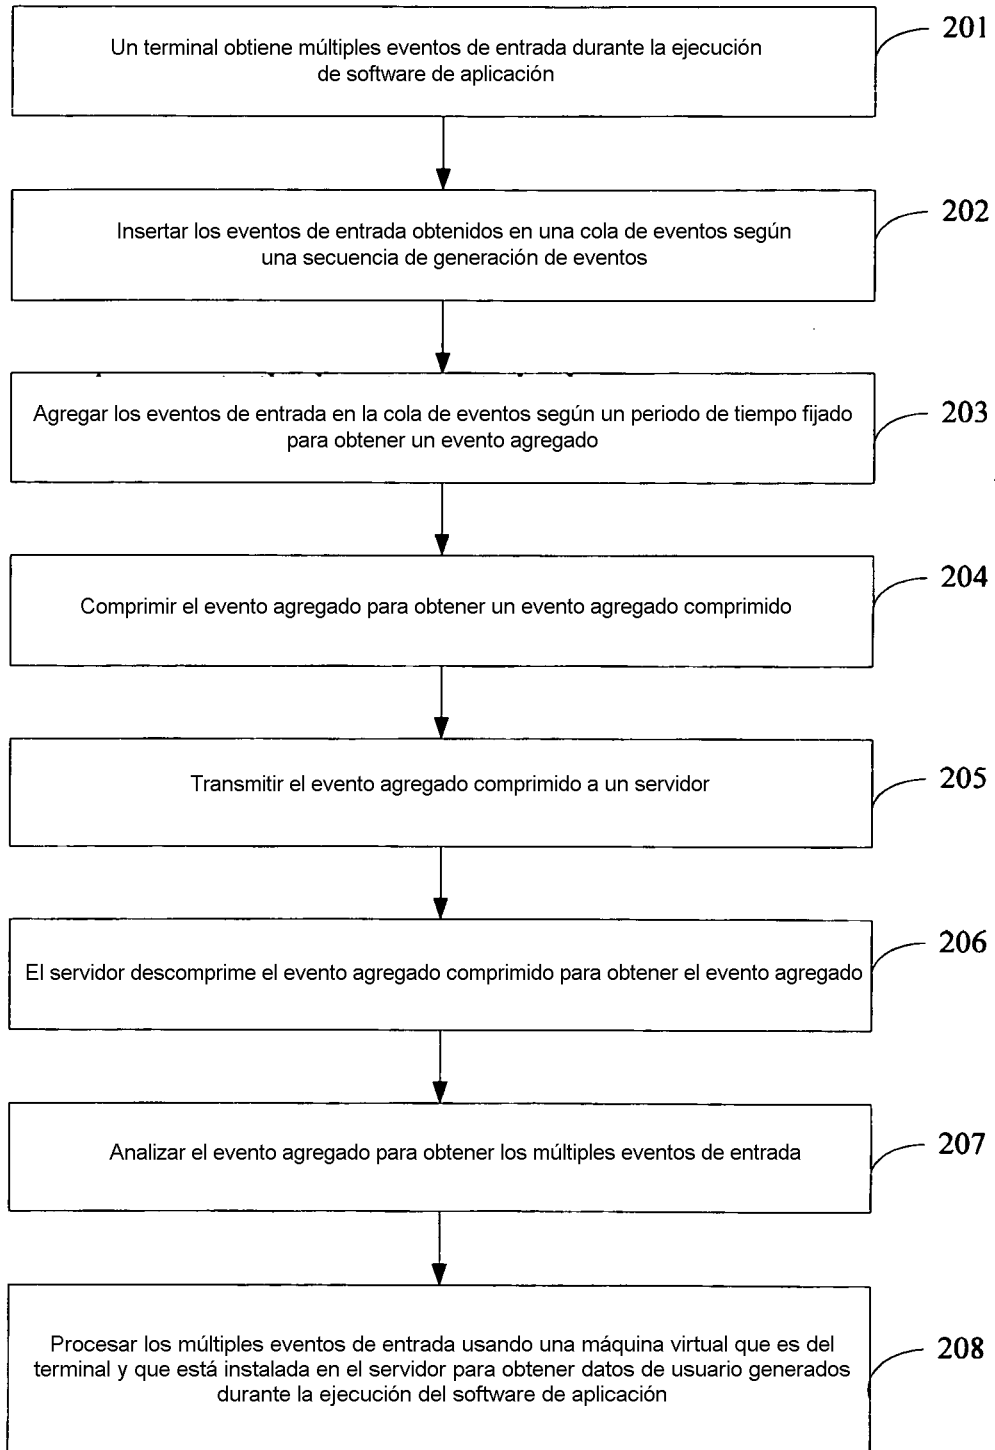 201
Un terminal obtiene múltiples eventos de entrada durante la ejecución
de software de aplicación
202
Insertar los eventos de entrada obtenidos en una cola de eventos según
una secuencia de generación de eventos
203
Agregar los eventos de entrada en la cola de eventos según un periodo de tiempo fijado
para obtener un evento agregado
204
Comprimir el evento agregado para obtener un evento agregado comprimido
205
Transmitir el evento agregado comprimido a un servidor
206
El servidor descomprime el evento agregado comprimido para obtener el evento agregado
207
Analizar el evento agregado para obtener los múltiples eventos de entrada
208
Procesar los múltiples eventos de entrada usando una máquina virtual que es del
terminal y que está instalada en el servidor para obtener datos de usuario generados
durante la ejecución del software de aplicación